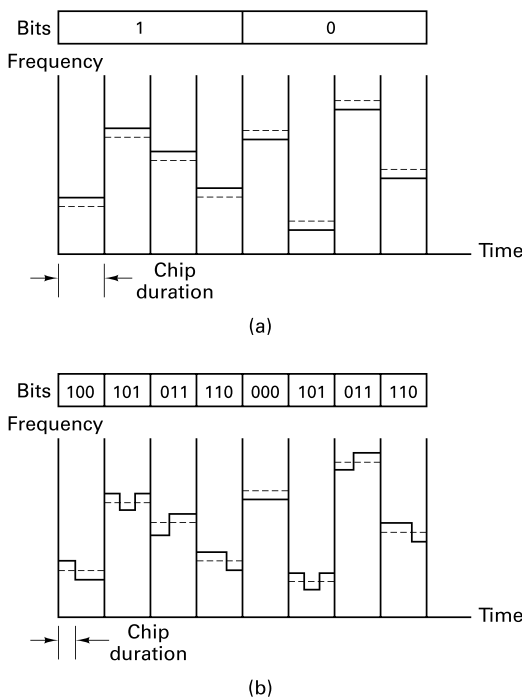 Bits 1 0
Frequency
Time
Chip
duration
(a)
Bits 100 101 011 110 000 101 011 110
Frequency
Time
Chip
duration
(b)